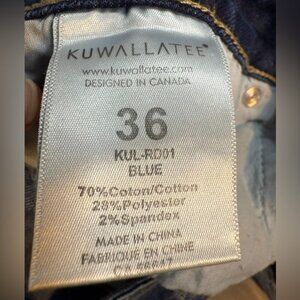 KUWALLATEE
www.kuwallatee.com
DESIGNED IN CANADA
36
KUL-RD01
BLUE
70%Coton/Cotton
28%Polyester
2%Spandex
MADE IN CHINA
FABRIQUÉ EN CHINE